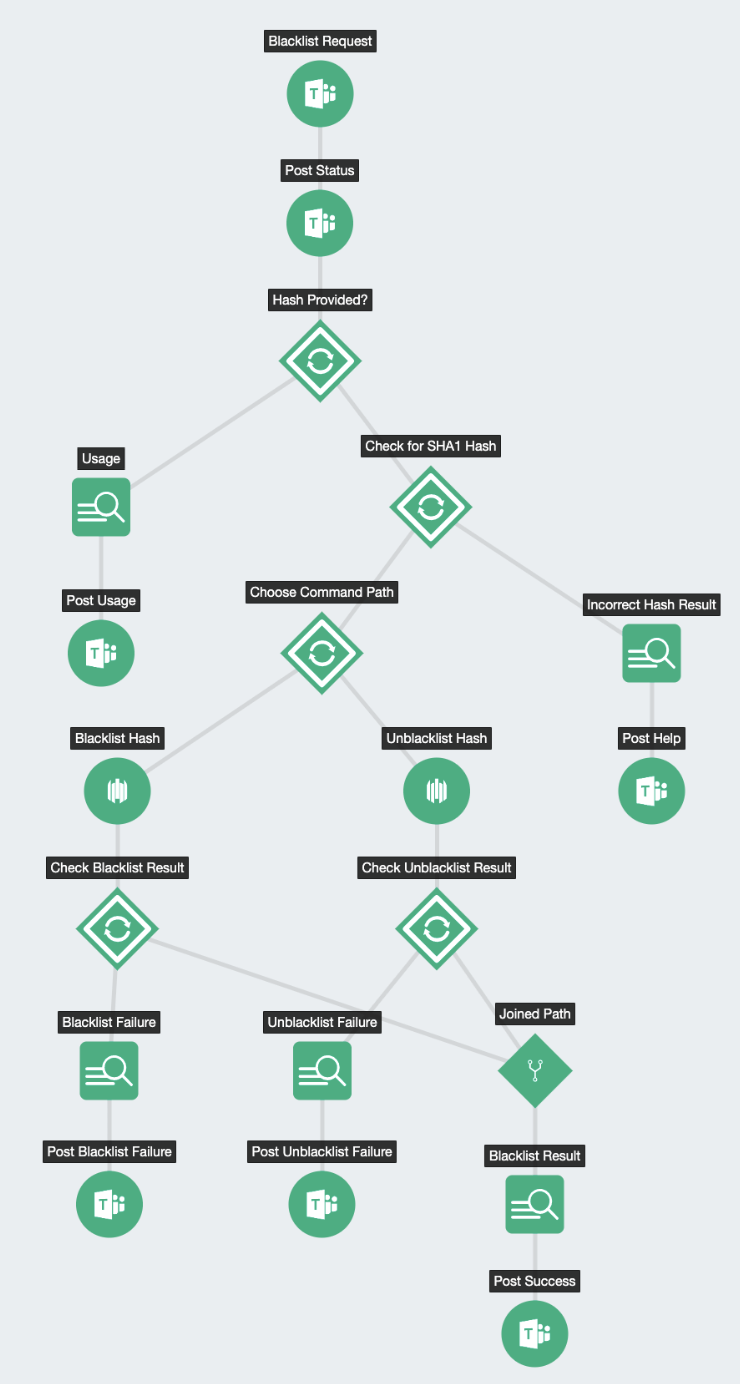 Blacklist Request
Post Status
Hash Provided?
Check for SHA1 Hash
Usage
Choose Command Path
Post Usage
Incorrect Hash Result
Blacklist Hash
Unblacklist Hash
Post Help
Check Blacklist Result
Check Unblacklist Result
Joined Path
Blacklist Failure
Unblacklist Failure
Post Blacklist Failure
Post Unblacklist Failure
Blacklist Result
Post Success